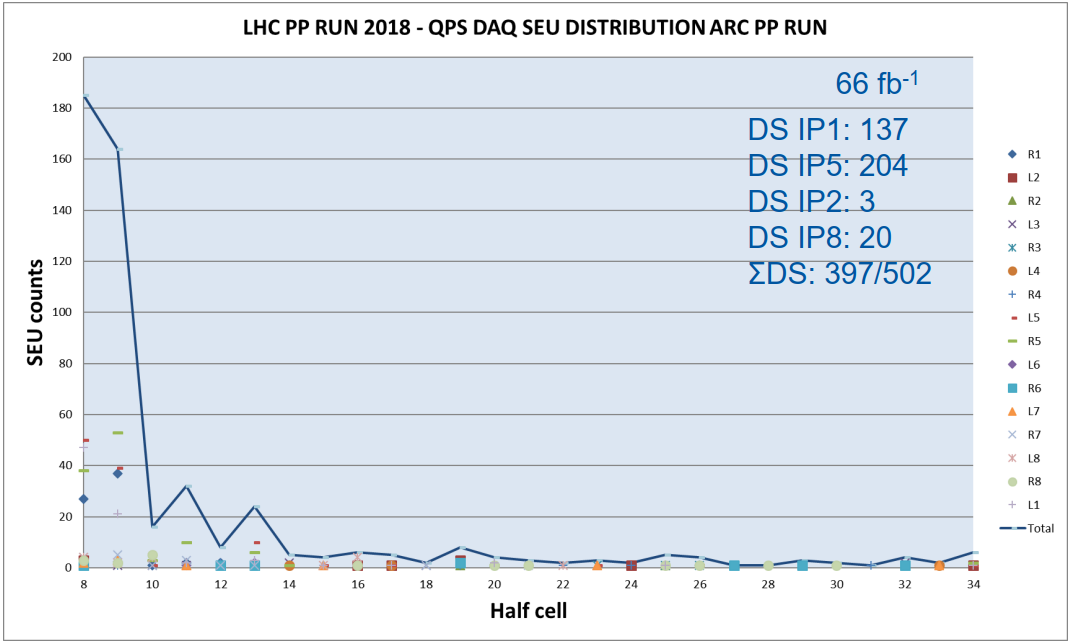 LHC PP RUN 2018 - QPS DAQ SEU DISTRIBUTION ARC PP RUN
66 fb-1
DS IP1: 137
DS IP5: 204
DS IP2: 3
DS IP8: 20
ΣDS: 397/502
SEU counts
200
180
160
140
120
100
80
60
40
20
0
8 10 12 14 16 18 20 22 24 26 28 30 32 34
Half cell
R1
L2
R2
L3
R3
L4
R4
L5
R5
L6
R6
L7
R7
L8
R8
L1
Total